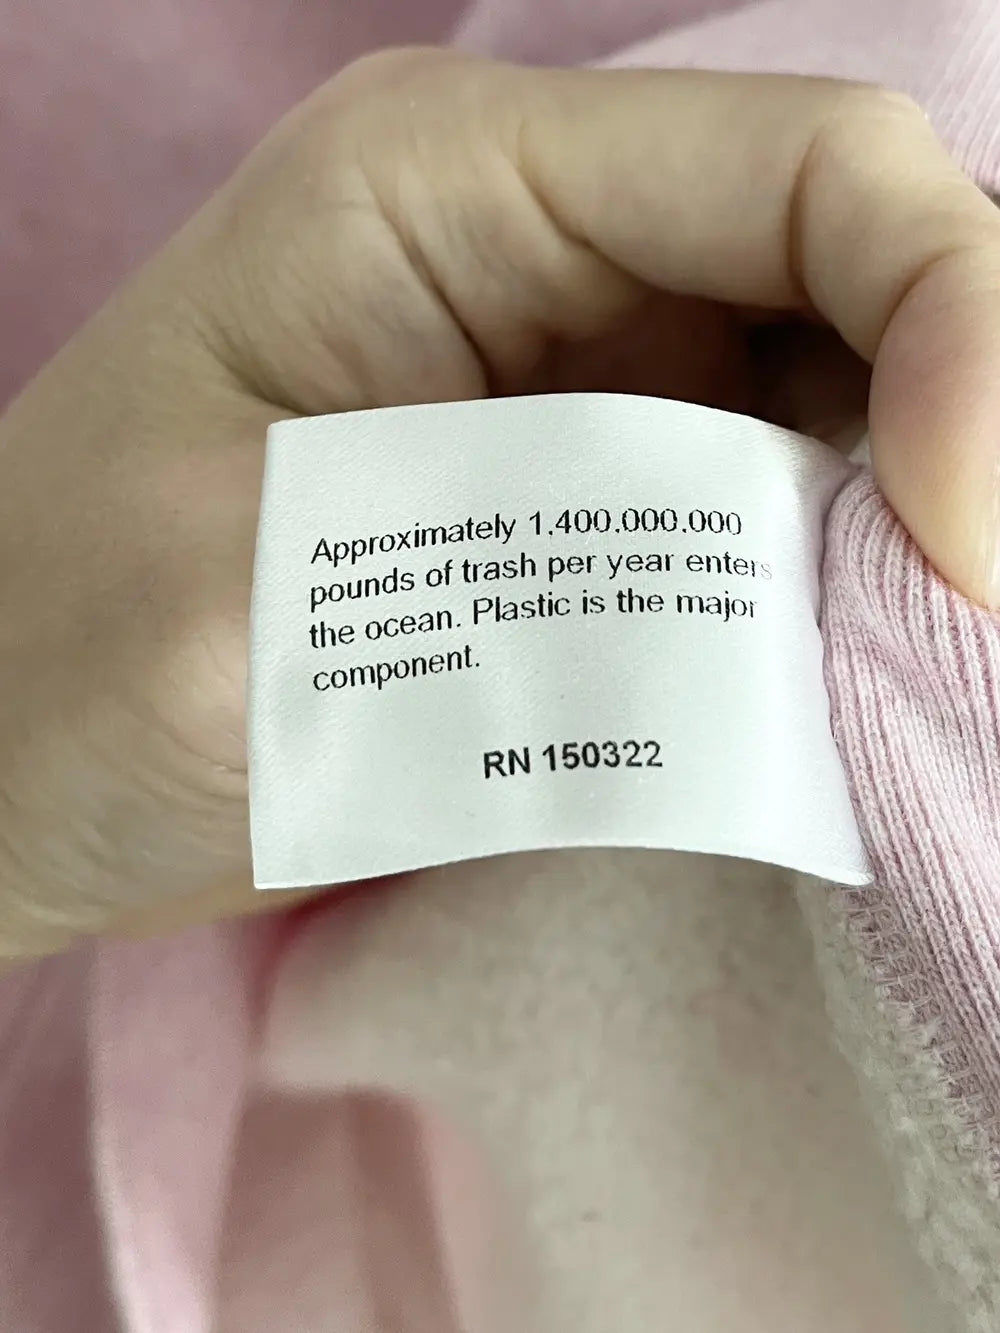 Approximately 1.400.000.000
pounds of trash per year enters
the ocean. Plastic is the major
component.
RN 150322